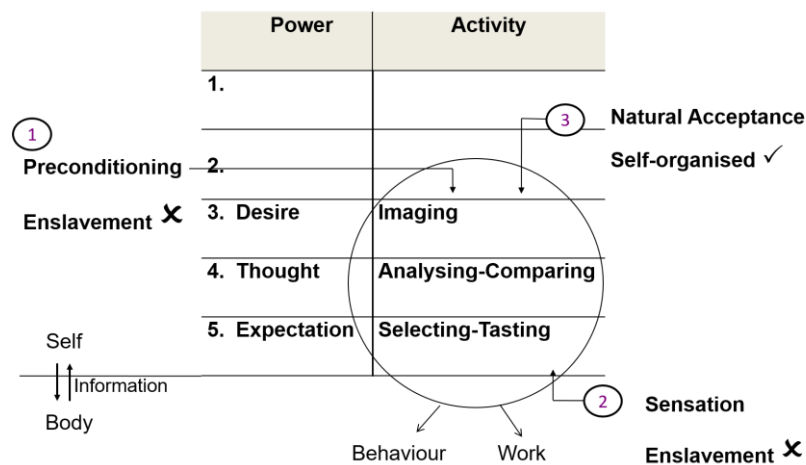 Power Activity
1.
2.
3. Desire Imaging
4. Thought Analysing-Comparing
5. Expectation Selecting-Tasting
1
Preconditioning
Enslavement ✘
3
Natural Acceptance
Self-organised ✓
Self
Information
Body
2
Sensation
Enslavement ✘
Behaviour Work